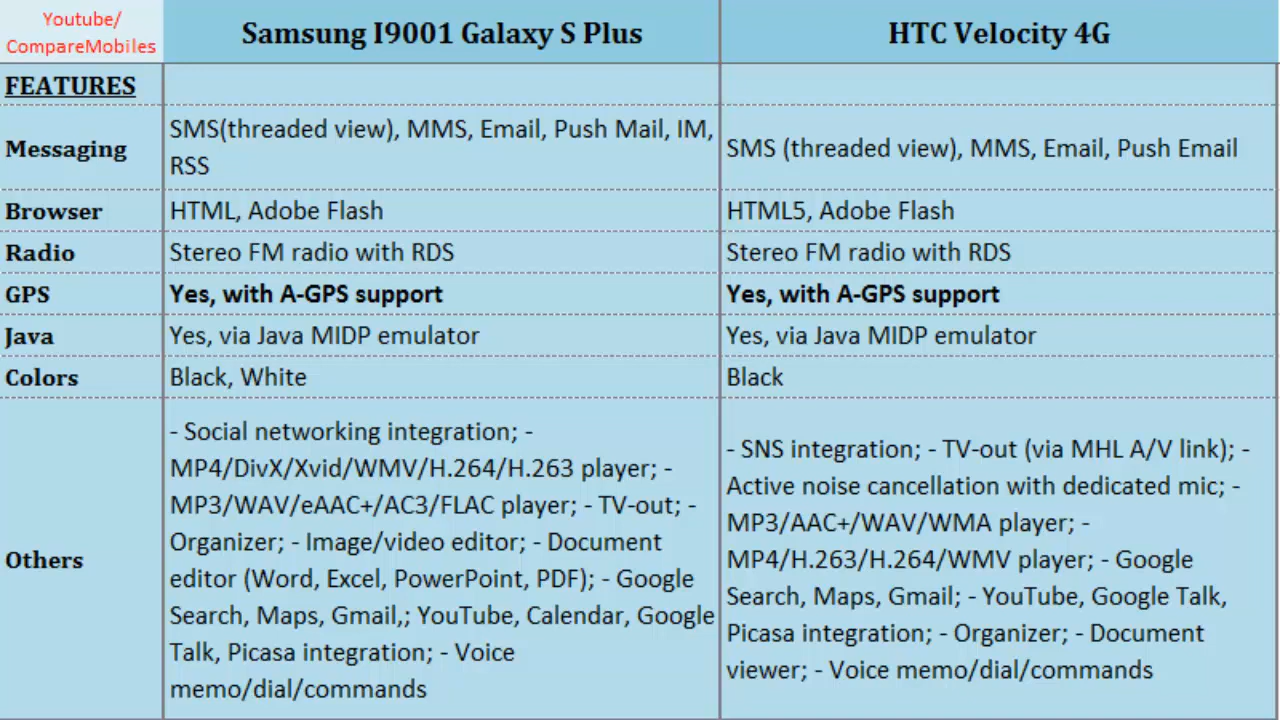 Youtube/
CompareMobiles
Samsung I9001 Galaxy S Plus
HTC Velocity 4G
FEATURES
Messaging
SMS(threaded view), MMS, Email, Push Mail, IM,
RSS
SMS (threaded view), MMS, Email, Push Email
Browser
HTML, Adobe Flash
HTML5, Adobe Flash
Radio
Stereo FM radio with RDS
Stereo FM radio with RDS
GPS
Yes, with A-GPS support
Yes, with A-GPS support
Java
Yes, via Java MIDP emulator
Yes, via Java MIDP emulator
Colors
Black, White
Black
Others
- Social networking integration; -
MP4/DivX/Xvid/WMV/H.264/H.263 player; -
MP3/WAV/eAAC+/AC3/FLAC player; - TV-out; -
Organizer; - Image/video editor; - Document
editor (Word, Excel, PowerPoint, PDF); - Google
Search, Maps, Gmail,; YouTube, Calendar, Google
Talk, Picasa integration; - Voice
memo/dial/commands
- SNS integration; - TV-out (via MHL A/V link); -
Active noise cancellation with dedicated mic; -
MP3/AAC+/WAV/WMA player; -
MP4/H.263/H.264/WMV player; - Google
Search, Maps, Gmail; - YouTube, Google Talk,
Picasa integration; - Organizer; - Document
viewer; - Voice memo/dial/commands